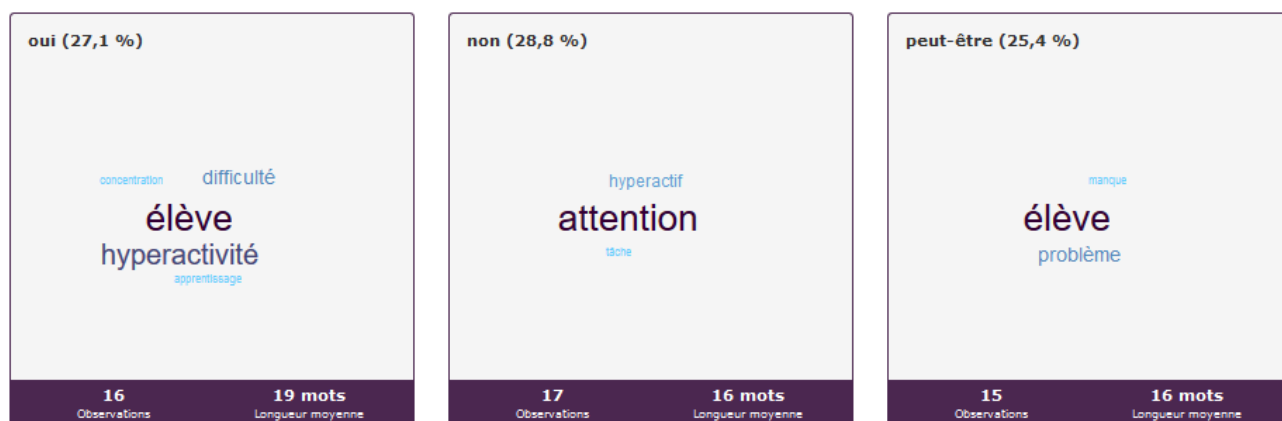 oui (27,1 %)
concentration
difficulté
élève
hyperactivité
apprentissage
16
Observations
19 mots
Longueur moyenne
non (28,8 %)
hyperactif
attention
tâche
17
Observations
16 mots
Longueur moyenne
peut-être (25,4 %)
manque
élève
problème
15
Observations
16 mots
Longueur moyenne